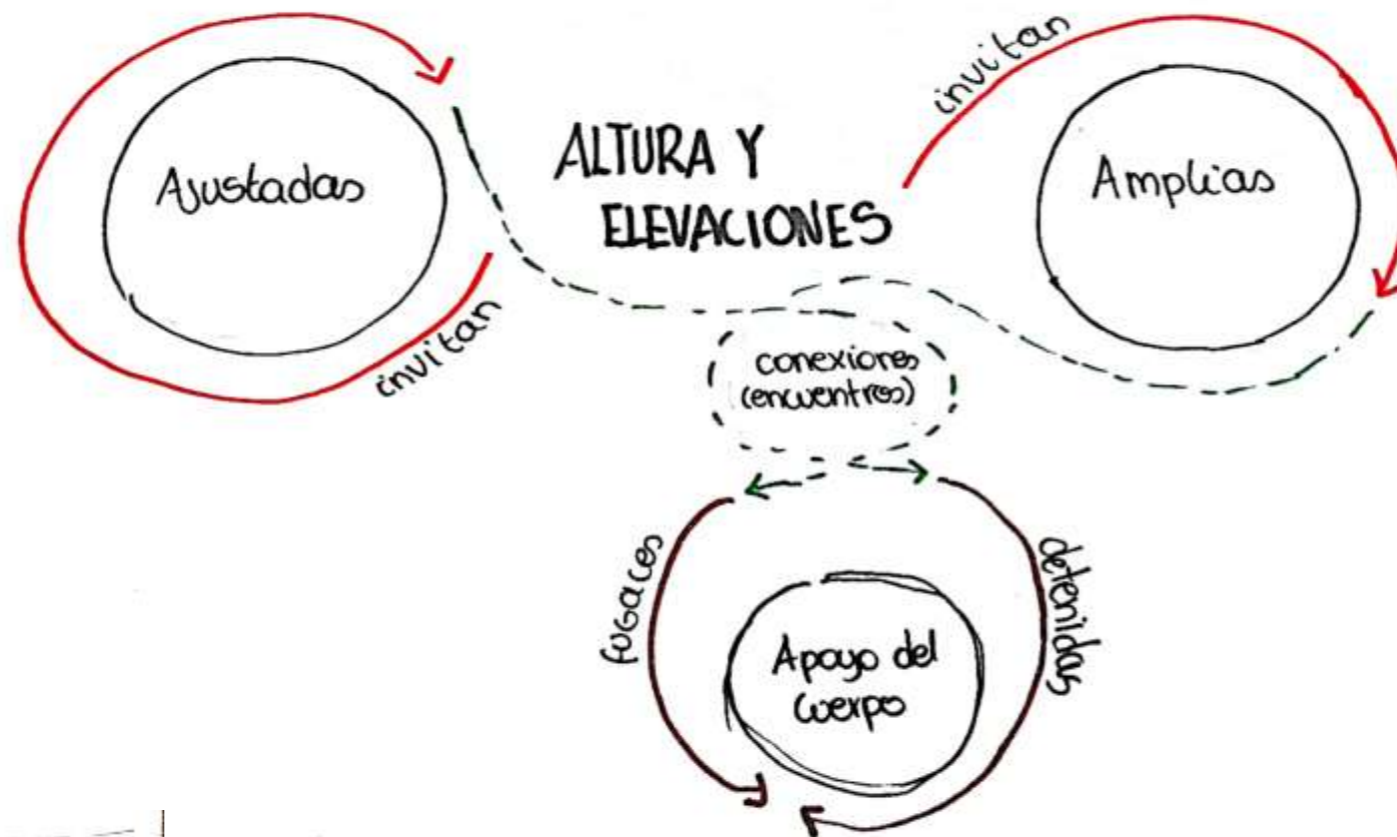 invitan
Ajustadas
ALTURA Y
ELEVACIONES
Amplias
invitan
conexiones
(encuentros)
fugaces
detenidas
Apoyo del
cuerpo